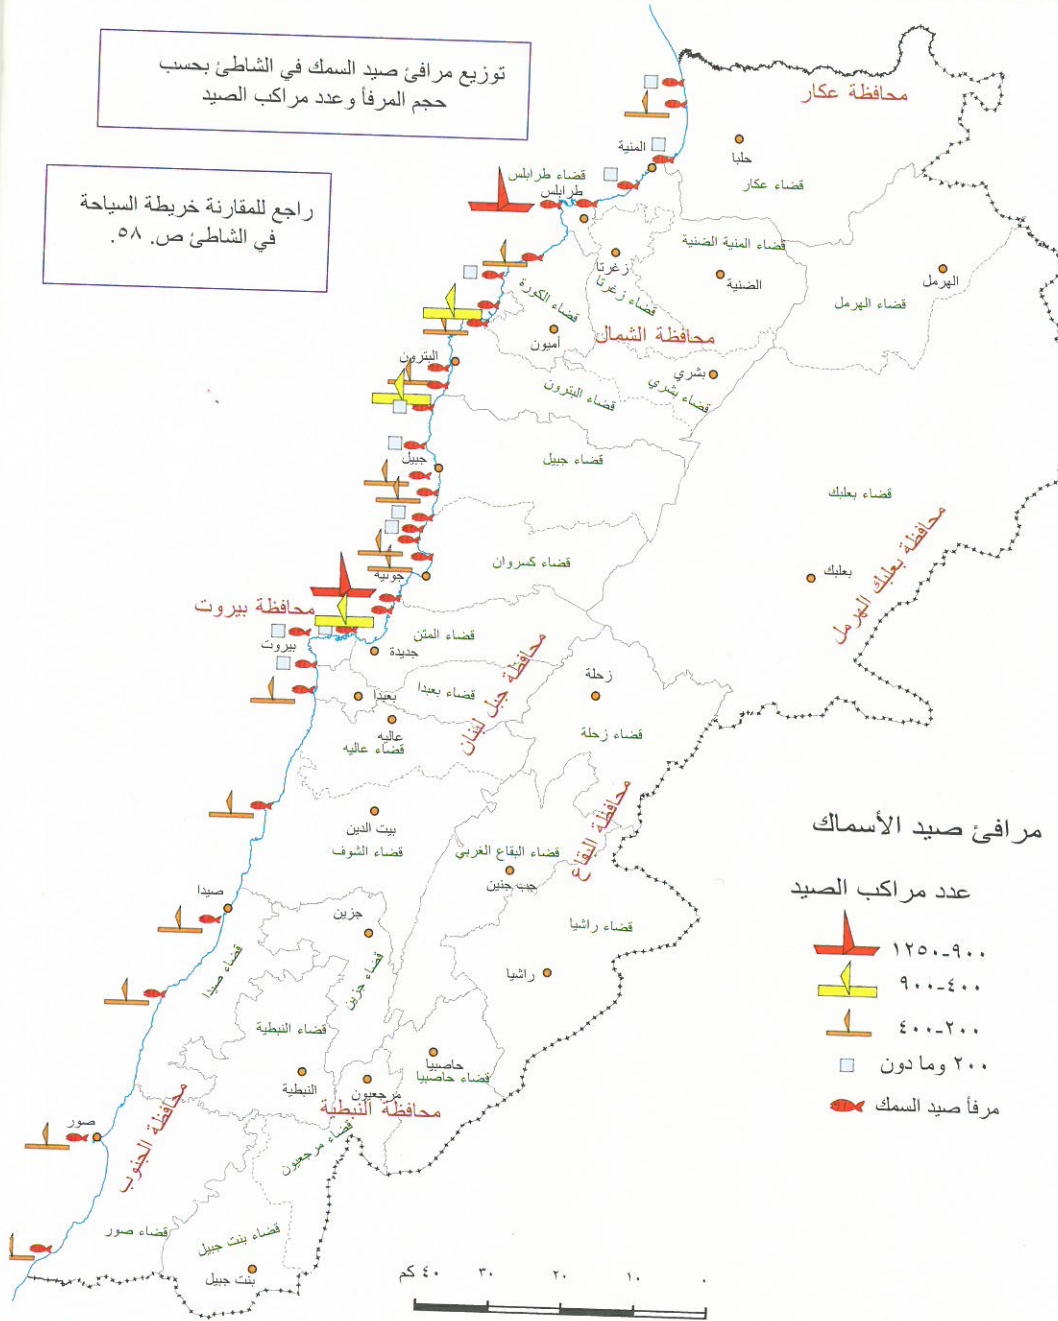 توزيع مرافئ صيد السمك في الشاطئ بحسب
حجم المرفأ وعدد مراكب الصيد
راجع للمقارنة خريطة السياحة
في الشاطئ ص. ٥٨.
محافظة عكار
حلبا
قضاء عكار
المنية
قضاء طرابلس
طرابلس
قضاء المنية الضنية
زغرتا
قضاء زغرتا
الضنية
الهرمل
قضاء الهرمل
قضاء الكورة
أميون
محافظة الشمال
البترون
قضاء البترون
بشري
قضاء بشري
جبيل
قضاء جبيل
قضاء بعلبك
بعلبك
محافظة بعلبك الهرمل
قضاء كسروان
جونية
محافظة بيروت
بيروت
قضاء المتن
جديدة
محافظة جبل لبنان
بعبدا
قضاء بعبدا
عاليه
قضاء عاليه
زحلة
قضاء زحلة
بيت الدين
قضاء الشوف
محافظة البقاع
قضاء البقاع الغربي
جب جنين
صيدا
قضاء صيدا
جزين
قضاء جزين
قضاء راشيا
راشيا
قضاء النبطية
النبطية
حاصبيا
قضاء حاصبيا
مرجعيون
محافظة النبطية
قضاء مرجعيون
محافظة الجنوب
صور
قضاء صور
قضاء بنت جبيل
بنت جبيل
مرافئ صيد الأسماك
عدد مراكب الصيد
٩٠٠-١٢٥٠
٤٠٠-٩٠٠
٢٠٠-٤٠٠
٢٠٠ وما دون
مرفأ صيد السمك
٠ ١٠ ٢٠ ٣٠ ٤٠ كم